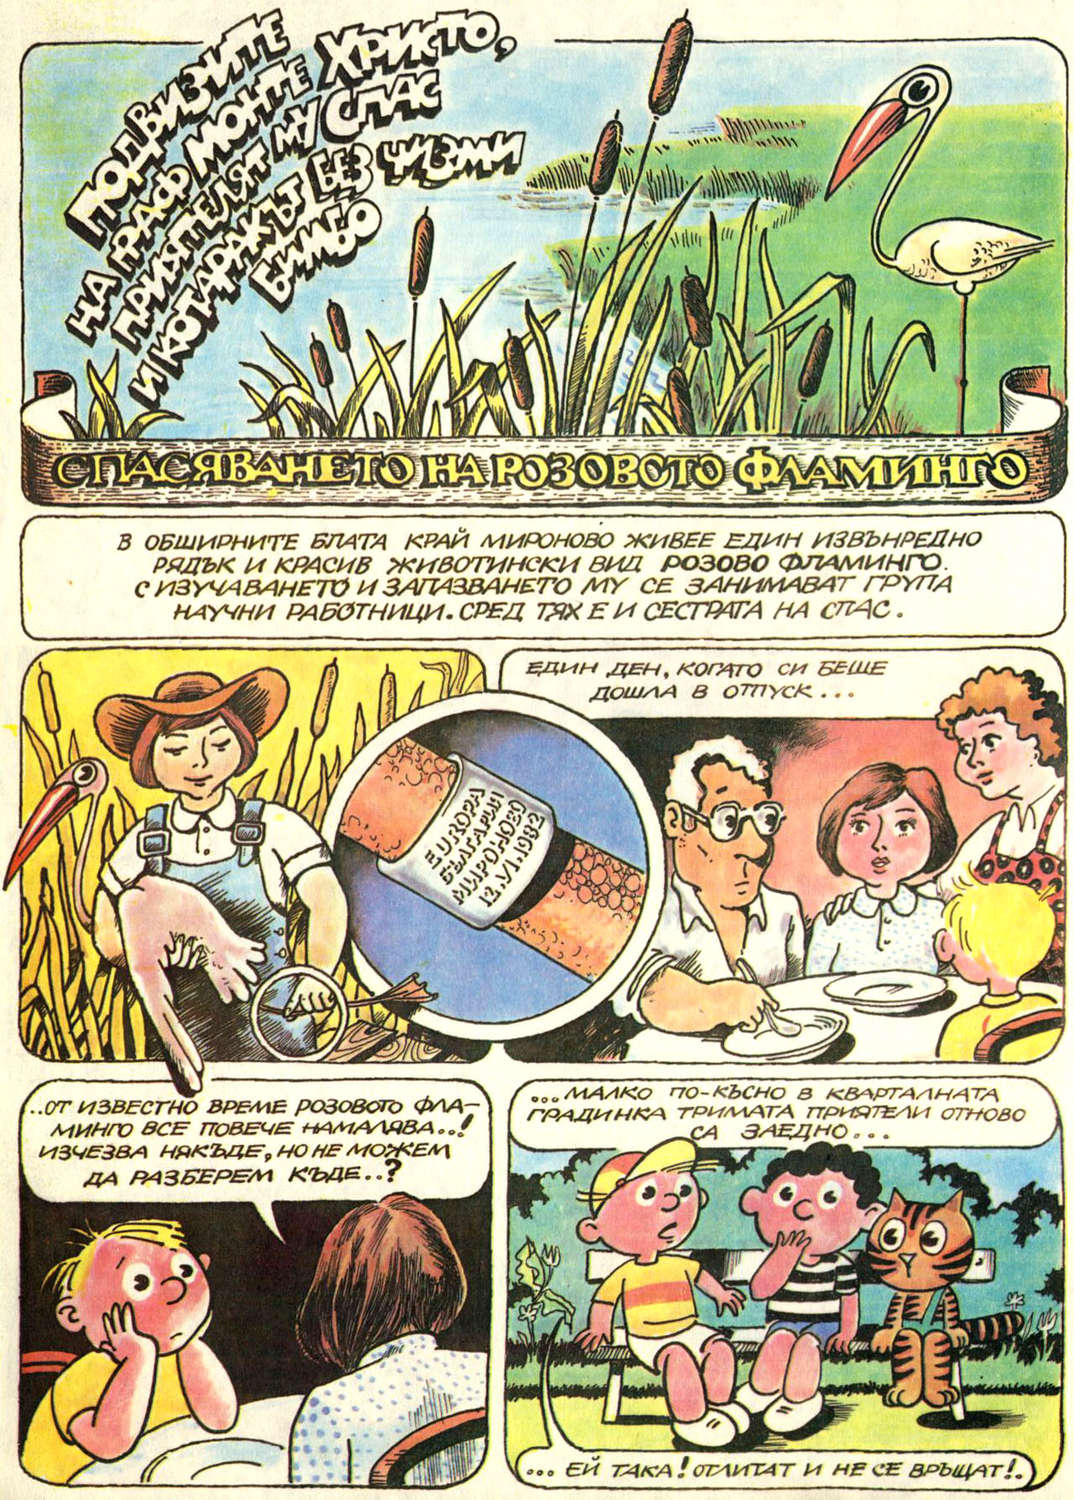 ПОДВИЗИТЕ
НА ГРАФ МОНТЕ ХРИСТО,
ПРИЯТЕЛЯТ МУ СПАС
И КОТАРАКЪТ БЕЗ ЧИЗМИ
БИМБО
СПАСЯВАНЕТО НА РОЗОВОТО ФЛАМИНГО
В ОБШИРНИТЕ БЛАТА КРАЙ МИРОНОВО ЖИВЕЕ ЕДИН ИЗВЪНРЕДНО
РЯДЪК И КРАСИВ ЖИВОТИНСКИ ВИД РОЗОВО ФЛАМИНГО.
С ИЗУЧАВАНЕТО И ЗАПАЗВАНЕТО МУ СЕ ЗАНИМАВАТ ГРУПА
НАУЧНИ РАБОТНИЦИ. СРЕД ТЯХ Е И СЕСТРАТА НА СПАС.
БЪЛГАРИЯ
МИРОНОВО
12.VI.1982
ЕДИН ДЕН, КОГАТО СИ БЕШЕ
ДОШЛА В ОТПУСК...
..ОТ ИЗВЕСТНО ВРЕМЕ РОЗОВОТО ФЛА-
МИНГО ВСЕ ПОВЕЧЕ НАМАЛЯВА..!
ИЗЧЕЗВА НЯКЪДЕ, НО НЕ МОЖЕМ
ДА РАЗБЕРЕМ КЪДЕ..?
...МАЛКО ПО-КЪСНО В КВАРТАЛНАТА
ГРАДИНКА ТРИМАТА ПРИЯТЕЛИ ОТНОВО
СА ЗАЕДНО...
... ЕЙ ТАКА! ОТЛИТАТ И НЕ СЕ ВРЪЩАТ!.